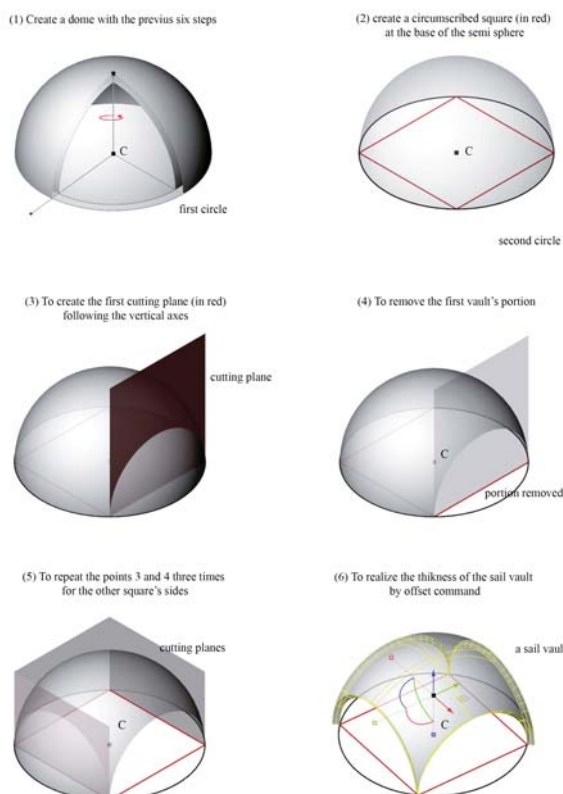 (1) Create a dome with the previus six steps
(2) create a circumscribed square (in red)
at the base of the semi sphere
C
first circle
C
second circle
(3) To create the first cutting plane (in red)
following the vertical axes
(4) To remove the first vault's portion
cutting plane
C
portion removed
(5) To repeat the points 3 and 4 three times
for the other square's sides
(6) To realize the thikness of the sail vault
by offset command
cutting planes
C
a sail vault
C